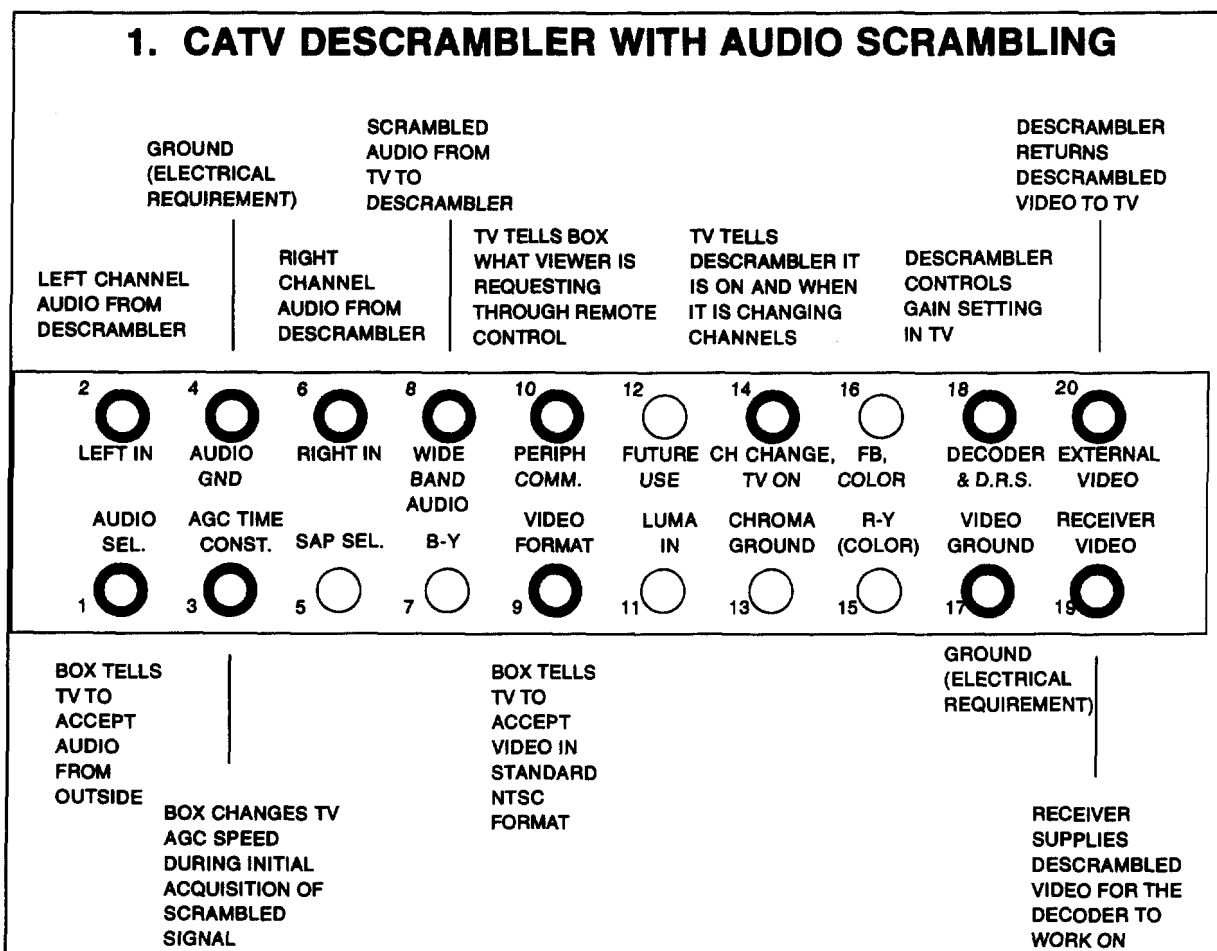 1. CATV DESCRAMBLER WITH AUDIO SCRAMBLING
LEFT CHANNEL
AUDIO FROM
DESCRAMBLER
GROUND
(ELECTRICAL
REQUIREMENT)
RIGHT
CHANNEL
AUDIO FROM
DESCRAMBLER
SCRAMBLED
AUDIO FROM
TV TO
DESCRAMBLER
TV TELLS BOX
WHAT VIEWER IS
REQUESTING
THROUGH REMOTE
CONTROL
TV TELLS
DESCRAMBLER IT
IS ON AND WHEN
IT IS CHANGING
CHANNELS
DESCRAMBLER
CONTROLS
GAIN SETTING
IN TV
DESCRAMBLER
RETURNS
DESCRAMBLED
VIDEO TO TV
2
LEFT IN
4
AUDIO
GND
6
RIGHT IN
8
WIDE
BAND
AUDIO
10
PERIPH
COMM.
12
FUTURE
USE
14
CH CHANGE,
TV ON
16
FB,
COLOR
18
DECODER
& D.R.S.
20
EXTERNAL
VIDEO
AUDIO
SEL.
1
AGC TIME
CONST.
3
SAP SEL.
5
B-Y
7
VIDEO
FORMAT
9
LUMA
IN
11
CHROMA
GROUND
13
R-Y
(COLOR)
15
VIDEO
GROUND
17
RECEIVER
VIDEO
19
BOX TELLS
TV TO
ACCEPT
AUDIO
FROM
OUTSIDE
BOX CHANGES TV
AGC SPEED
DURING INITIAL
ACQUISITION OF
SCRAMBLED
SIGNAL
BOX TELLS
TV TO
ACCEPT
VIDEO IN
STANDARD
NTSC
FORMAT
GROUND
(ELECTRICAL
REQUIREMENT)
RECEIVER
SUPPLIES
DESCRAMBLED
VIDEO FOR THE
DECODER TO
WORK ON